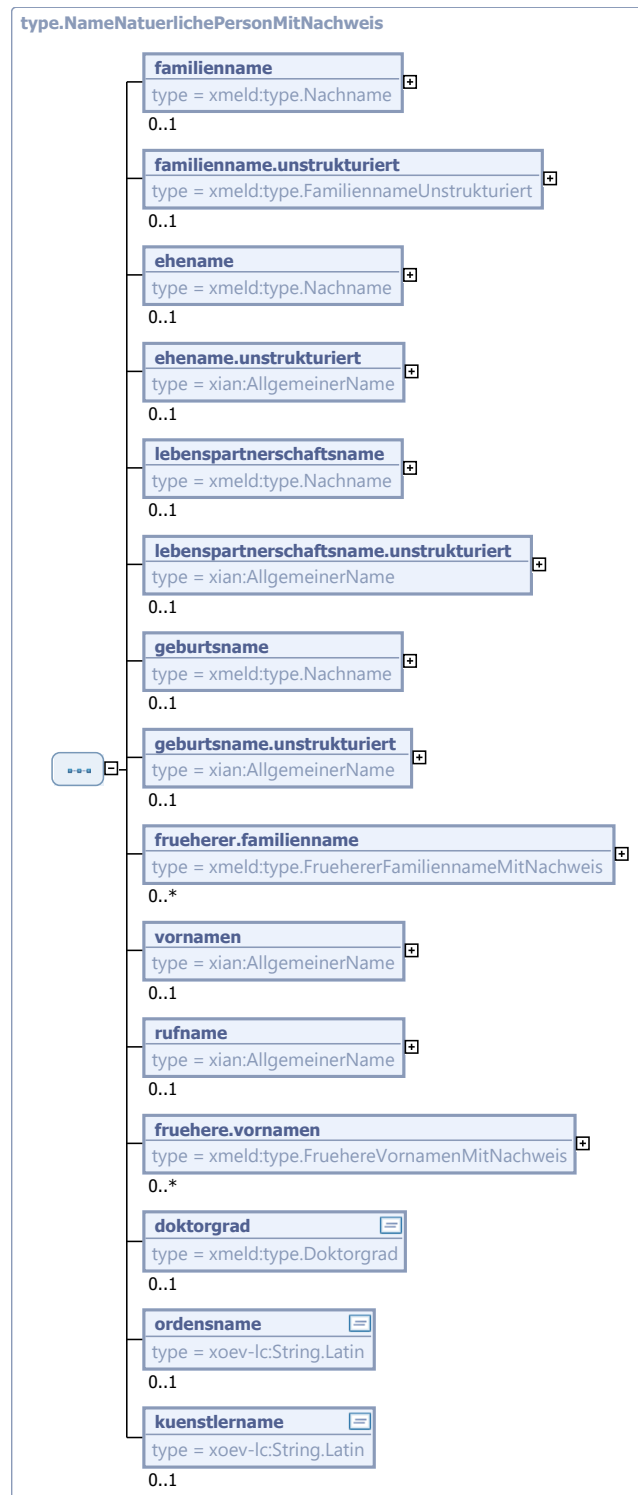 type.NameNatuerlichePersonMitNachweis
familienname
type = xmeld:type.Nachname
0..1
familienname.unstrukturiert
type = xmeld:type.FamiliennameUnstrukturiert
0..1
ehename
type = xmeld:type.Nachname
0..1
ehename.unstrukturiert
type = xian:AllgemeinerName
0..1
lebenspartnerschaftsname
type = xmeld:type.Nachname
0..1
lebenspartnerschaftsname.unstrukturiert
type = xian:AllgemeinerName
0..1
geburtsname
type = xmeld:type.Nachname
0..1
geburtsname.unstrukturiert
type = xian:AllgemeinerName
0..1
frueherer.familienname
type = xmeld:type.FruehererFamiliennameMitNachweis
0..*
vornamen
type = xian:AllgemeinerName
0..1
rufname
type = xian:AllgemeinerName
0..1
fruehere.vornamen
type = xmeld:type.FruehereVornamenMitNachweis
0..*
doktorgrad
type = xmeld:type.Doktorgrad
0..1
ordensname
type = xoev-lc:String.Latin
0..1
kuenstlername
type = xoev-lc:String.Latin
0..1